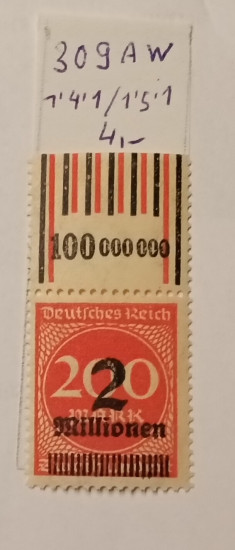 309AW
1'4'1/1'5'1
4,-
100000000
Deutsches Reich
200
2
MARK
Millionen